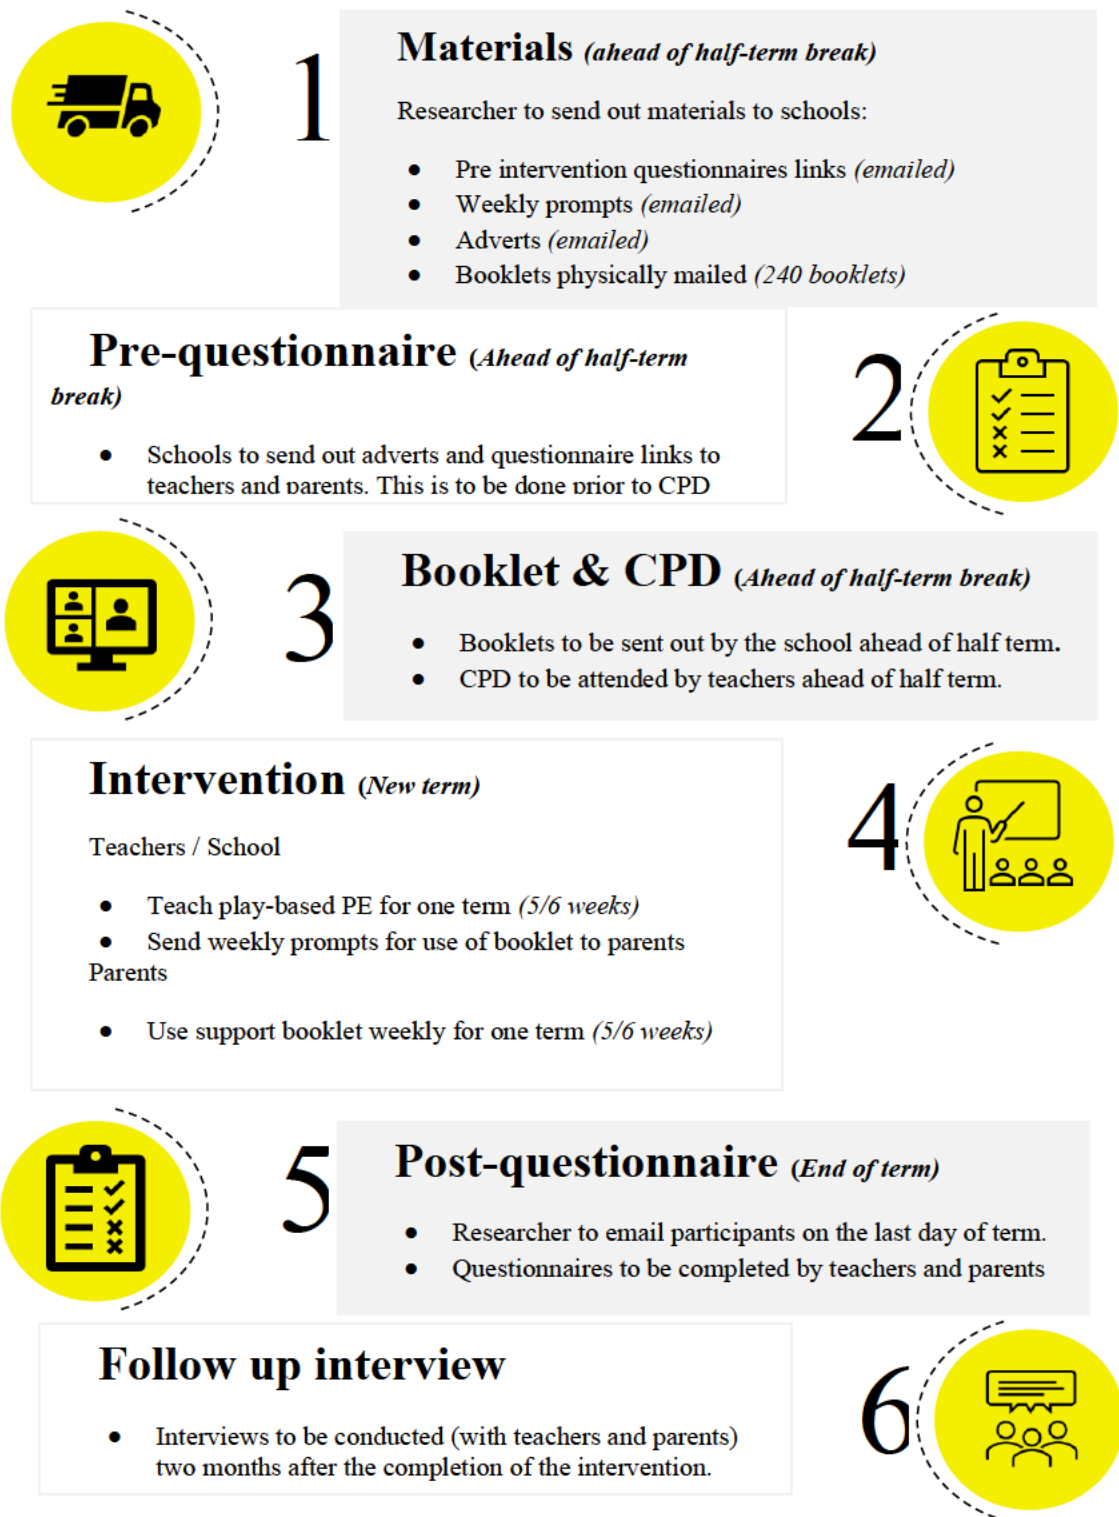 1
Materials (ahead of half-term break)
Researcher to send out materials to schools:
● Pre intervention questionnaires links (emailed)
● Weekly prompts (emailed)
● Adverts (emailed)
● Booklets physically mailed (240 booklets)
Pre-questionnaire (Ahead of half-term
break)
● Schools to send out adverts and questionnaire links to
teachers and parents. This is to be done prior to CPD
2
3
Booklet & CPD (Ahead of half-term break)
● Booklets to be sent out by the school ahead of half term.
● CPD to be attended by teachers ahead of half term.
Intervention (New term)
Teachers / School
● Teach play-based PE for one term (5/6 weeks)
● Send weekly prompts for use of booklet to parents
Parents
● Use support booklet weekly for one term (5/6 weeks)
4
5
Post-questionnaire (End of term)
● Researcher to email participants on the last day of term.
● Questionnaires to be completed by teachers and parents
Follow up interview
● Interviews to be conducted (with teachers and parents)
two months after the completion of the intervention.
6